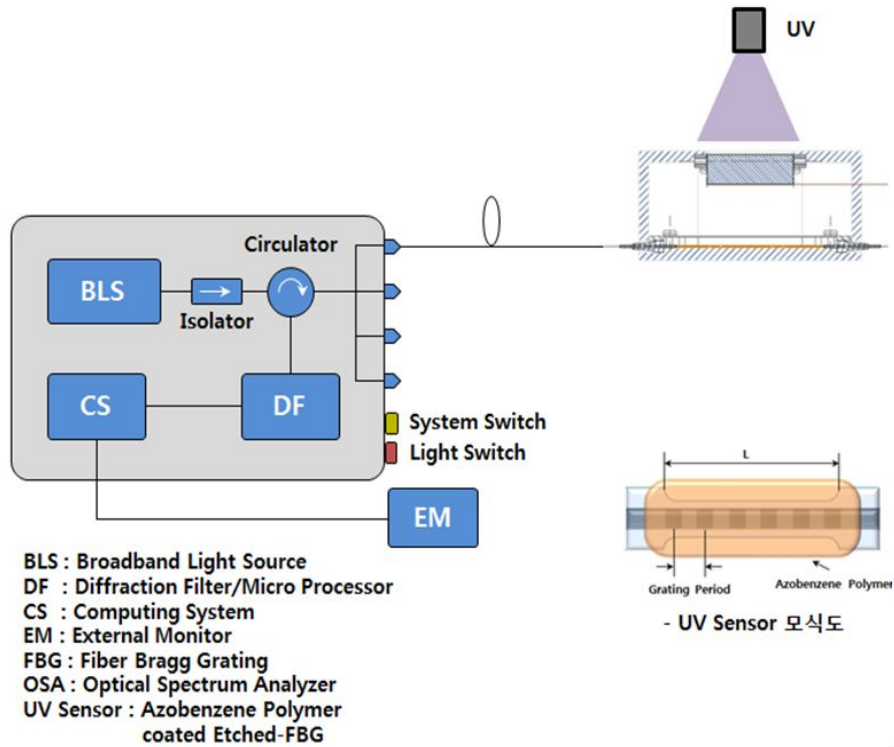 UV
Circulator
BLS
Isolator
CS
DF
System Switch
Light Switch
EM
L
Grating Period
Azobenzene Polymer
- UV Sensor 모식도
BLS : Broadband Light Source
DF : Diffraction Filter/Micro Processor
CS : Computing System
EM : External Monitor
FBG : Fiber Bragg Grating
OSA : Optical Spectrum Analyzer
UV Sensor : Azobenzene Polymer
coated Etched-FBG